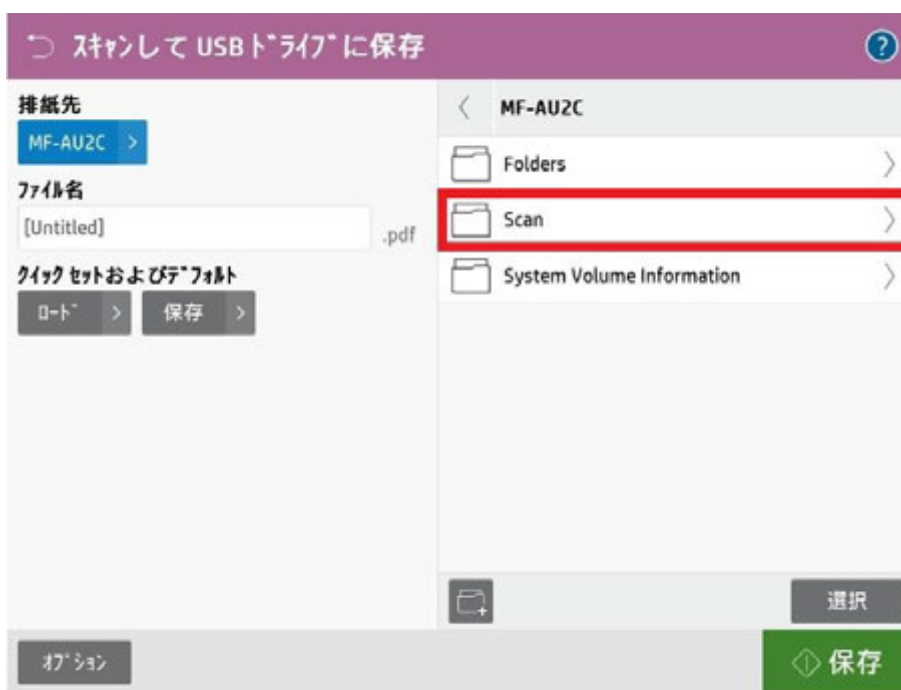 ｽｷｬﾝして USB ﾄﾞﾗｲﾌﾞに保存
?
排紙先
MF-AU2C >
ﾌｧｲﾙ名
[Untitled]
.pdf
ｸｲｯｸ ｾｯﾄおよびﾃﾞﾌｫﾙﾄ
ﾛｰﾄﾞ >
保存 >
< MF-AU2C
Folders >
Scan >
System Volume Information >
選択
ｵﾌﾟｼｮﾝ
保存